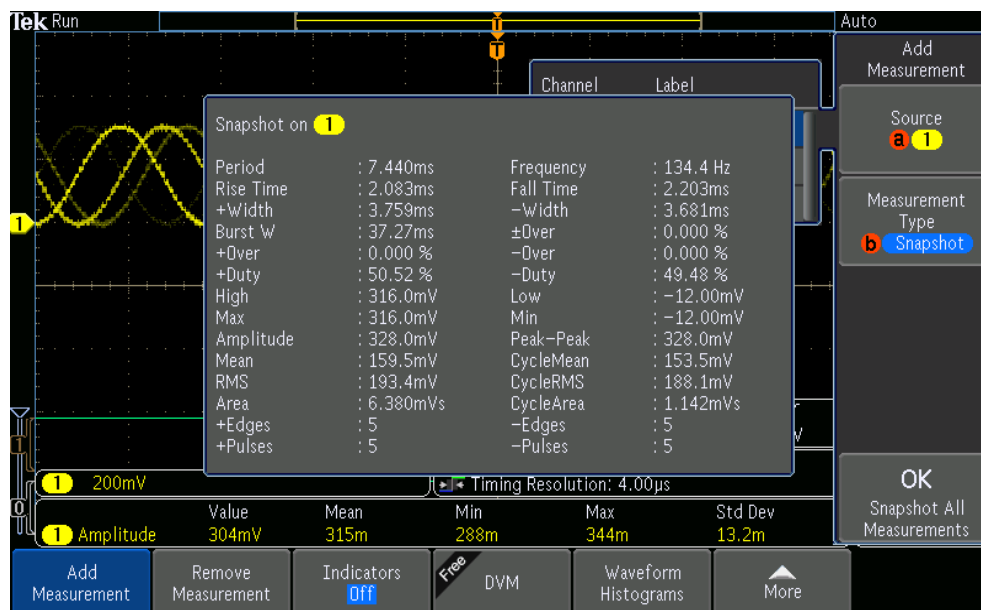 Tek Run
Auto
T
Add
Measurement
Channel Label
Source
a 1
Measurement
Type
b Snapshot
Snapshot on 1
Period : 7.440ms Frequency : 134.4 Hz
Rise Time : 2.083ms Fall Time : 2.203ms
+Width : 3.759ms −Width : 3.681ms
Burst W : 37.27ms ±Over : 0.000 %
+Over : 0.000 % −Over : 0.000 %
+Duty : 50.52 % −Duty : 49.48 %
High : 316.0mV Low : −12.00mV
Max : 316.0mV Min : −12.00mV
Amplitude : 328.0mV Peak−Peak : 328.0mV
Mean : 159.5mV CycleMean : 153.5mV
RMS : 193.4mV CycleRMS : 188.1mV
Area : 6.380mVs CycleArea : 1.142mVs
+Edges : 5 −Edges : 5
+Pulses : 5 −Pulses : 5
1
1 200mV
Timing Resolution: 4.00µs
Value Mean Min Max Std Dev
1 Amplitude 304mV 315m 288m 344m 13.2m
OK
Snapshot All
Measurements
Add
Measurement
Remove
Measurement
Indicators
Off
Free
DVM
Waveform
Histograms
More